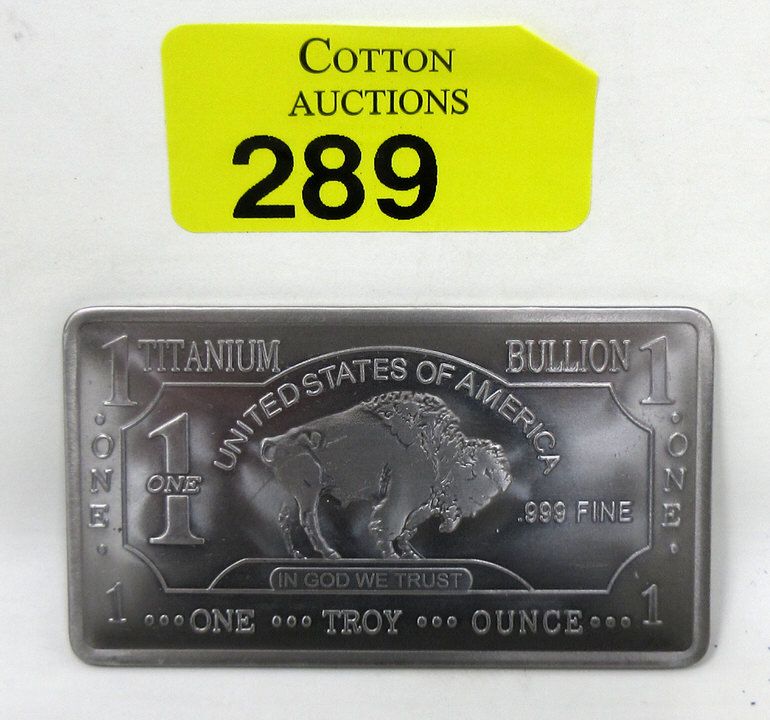 COTTON
AUCTIONS
289
1 TITANIUM BULLION 1
UNITED STATES OF AMERICA
· ONE ·
1
ONE
.999 FINE
· ONE ·
IN GOD WE TRUST
1 ••• ONE ••• TROY ••• OUNCE ••• 1